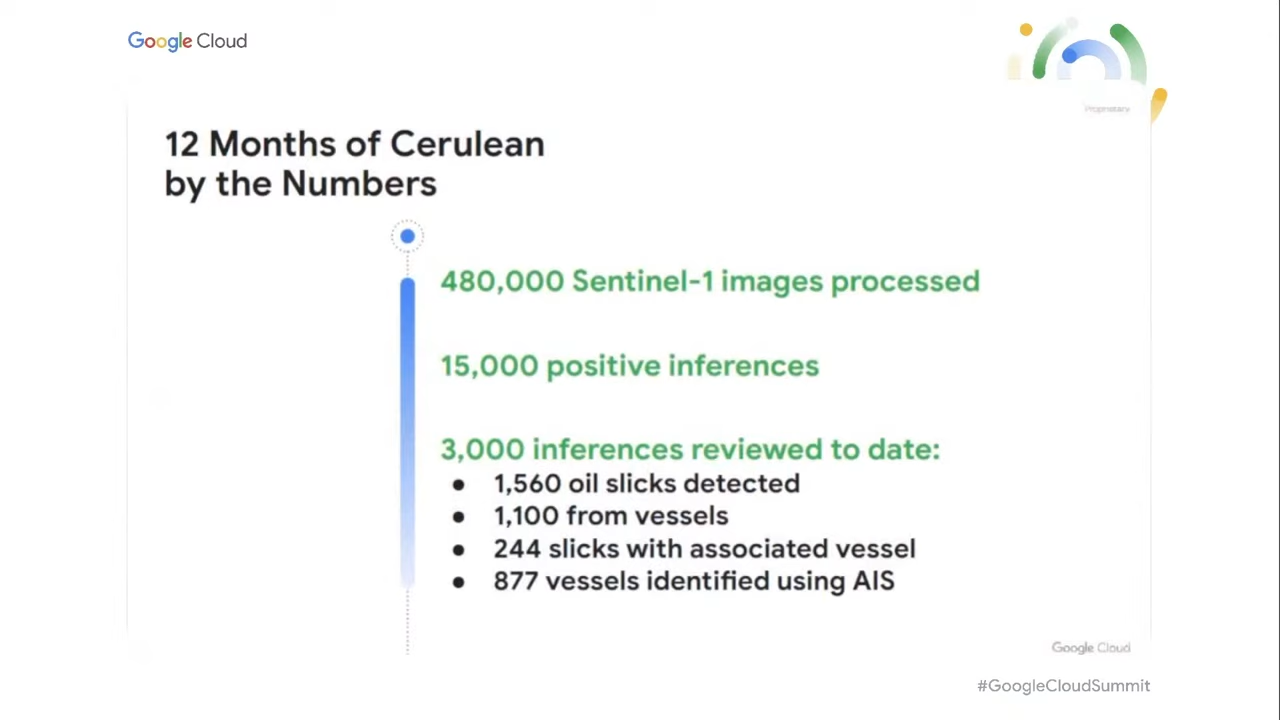 Google Cloud
Proprietary
12 Months of Cerulean
by the Numbers
480,000 Sentinel-1 images processed
15,000 positive inferences
3,000 inferences reviewed to date:
● 1,560 oil slicks detected
● 1,100 from vessels
● 244 slicks with associated vessel
● 877 vessels identified using AIS
Google Cloud
#GoogleCloudSummit